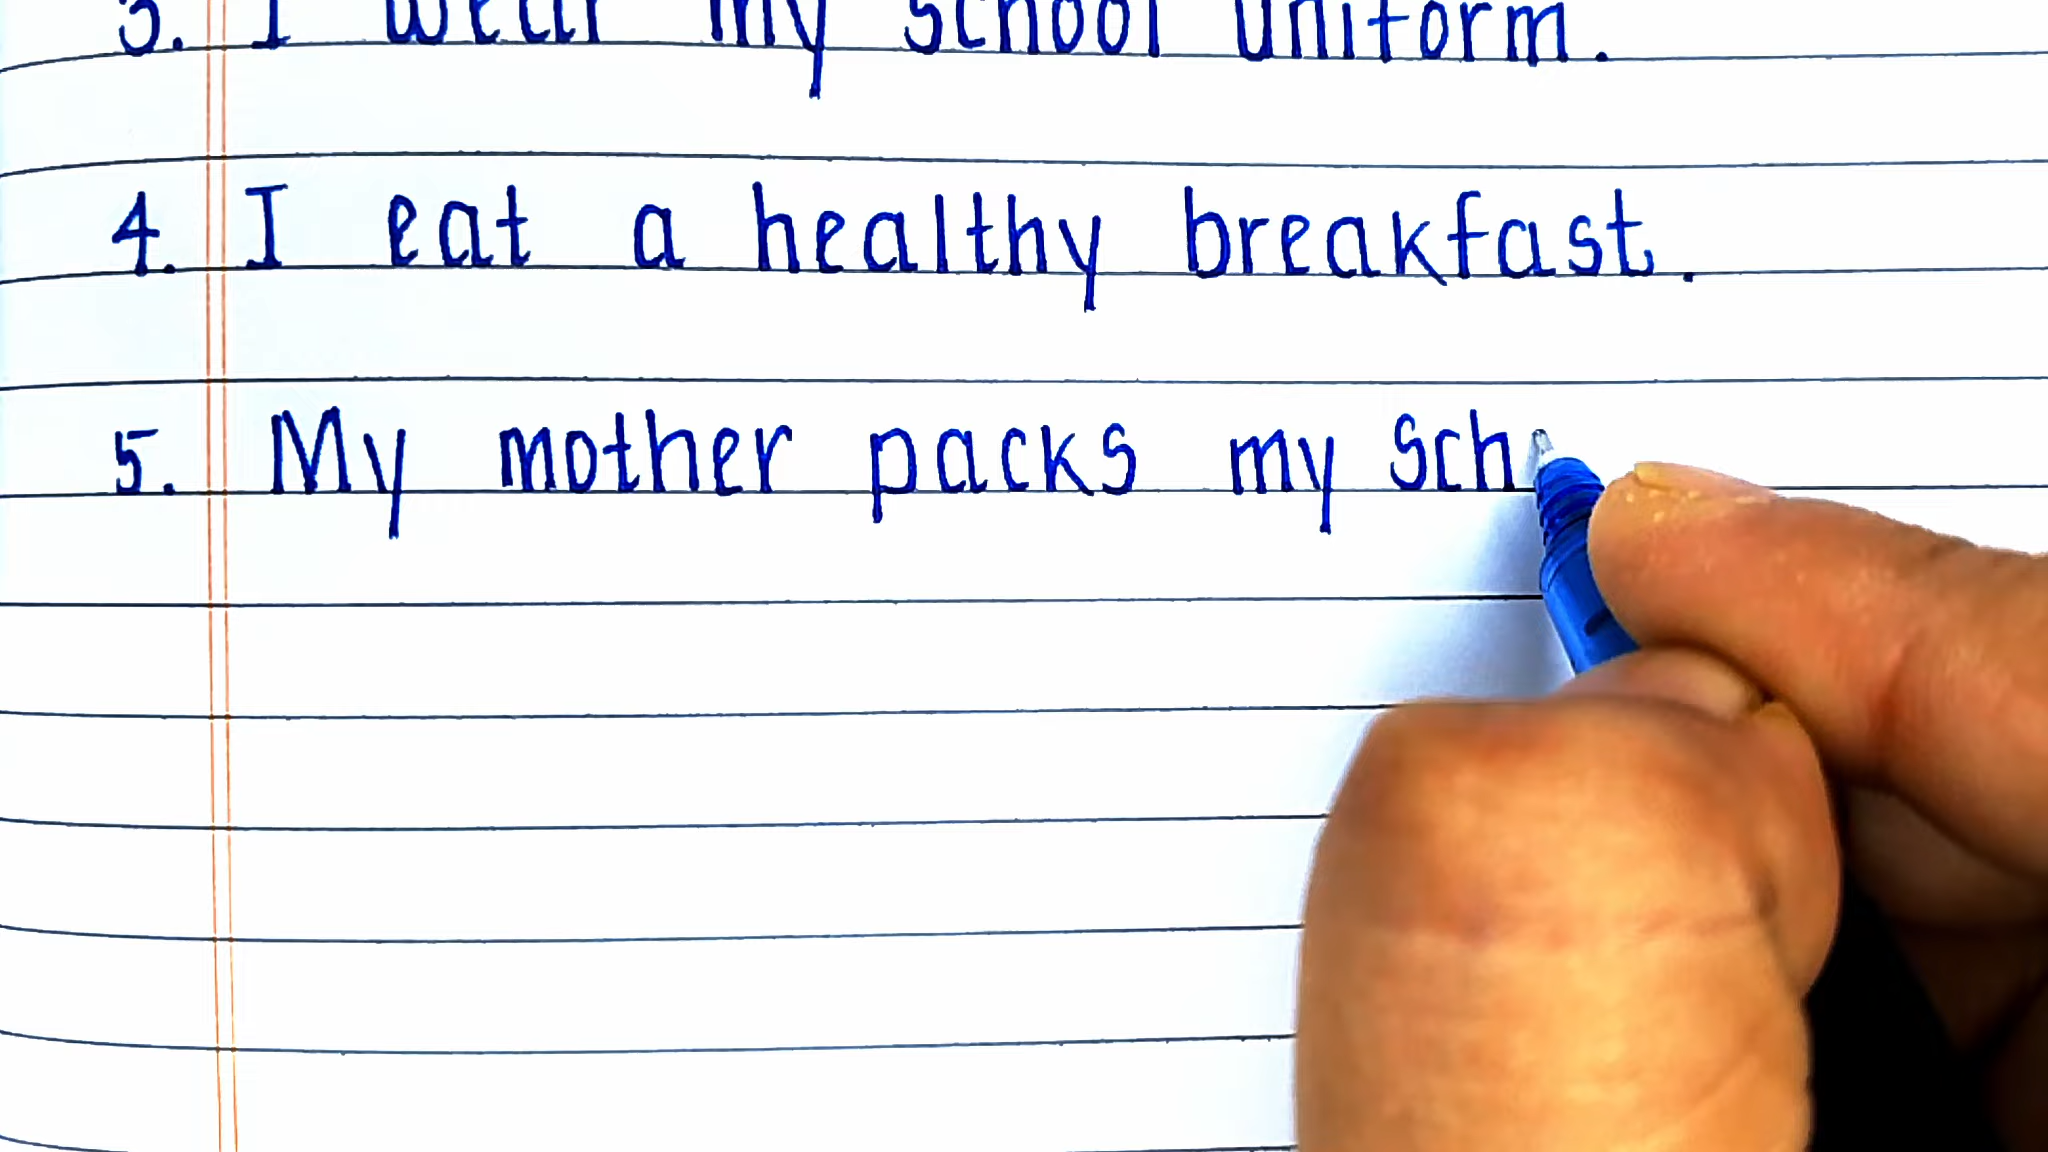 3. I wear my school uniform.
4. I eat a healthy breakfast.
5. My mother packs my sch